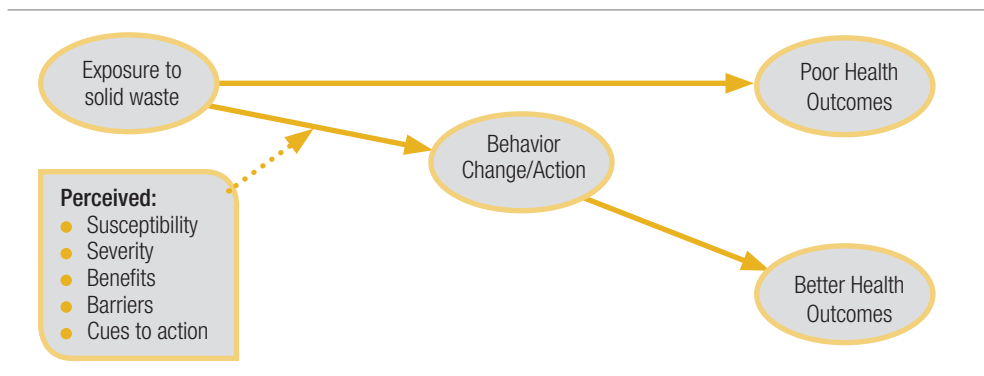 Exposure to
solid waste
Poor Health
Outcomes
Behavior
Change/Action
Perceived:
Susceptibility
Severity
Benefits
Barriers
Cues to action
Better Health
Outcomes